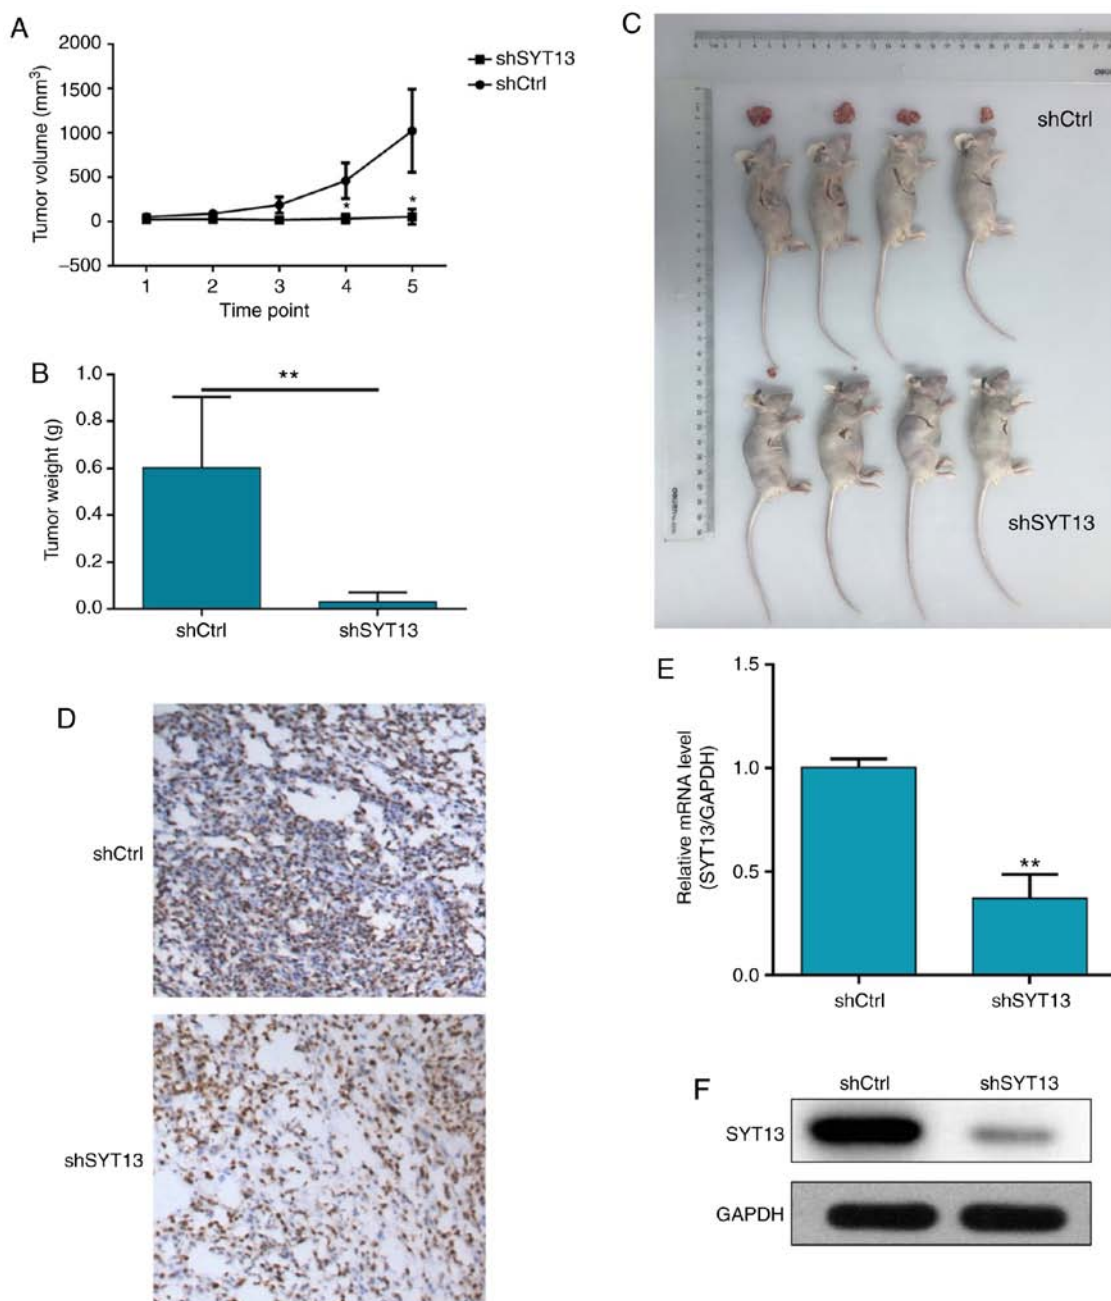 A
2000
1500
1000
500
0
−500
Tumor volume (mm³)
1
2
3
4
5
Time point
*
*
shSYT13
shCtrl
B
1.0
0.8
0.6
0.4
0.2
0.0
Tumor weight (g)
**
shCtrl
shSYT13
C
shCtrl
shSYT13
D
shCtrl
shSYT13
E
1.5
1.0
0.5
0.0
Relative mRNA level
(SYT13/GAPDH)
**
shCtrl
shSYT13
F
shCtrl
shSYT13
SYT13
GAPDH